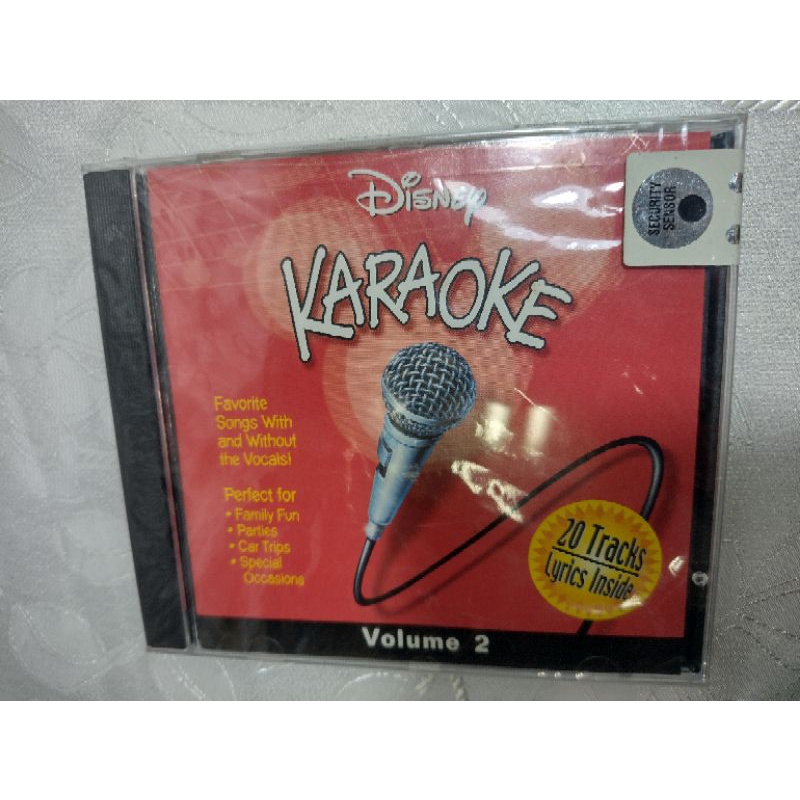 Disney
KARAOKE
SECURITY
SENSOR
Favorite
Songs With
and Without
the Vocals!
Perfect for
• Family Fun
• Parties
• Car Trips
• Special
Occasions
20 Tracks
Lyrics Inside
Volume 2